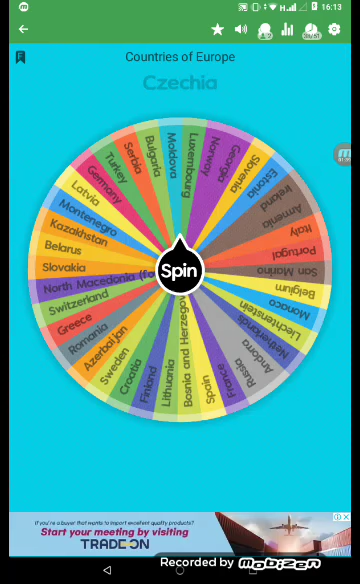 16:13
Countries of Europe
Czechia
Moldova
Luxembourg
Norway
Georgia
Slovenia
Estonia
Ireland
Armenia
Italy
Portugal
San Marino
Belgium
Monaco
Liechtenstein
Netherlands
Andorra
Russia
France
Spain
Bosnia and Herzegov
Lithuania
Finland
Croatia
Sweden
Azerbaijan
Romania
Greece
Switzerland
North Macedonia (fo
Slovakia
Belarus
Kazakhstan
Montenegro
Latvia
Germany
Turkey
Serbia
Bulgaria
Spin
If you're a buyer that wants to import excellent quality products?
Start your meeting by visiting
TRADEON
Recorded by mobizen